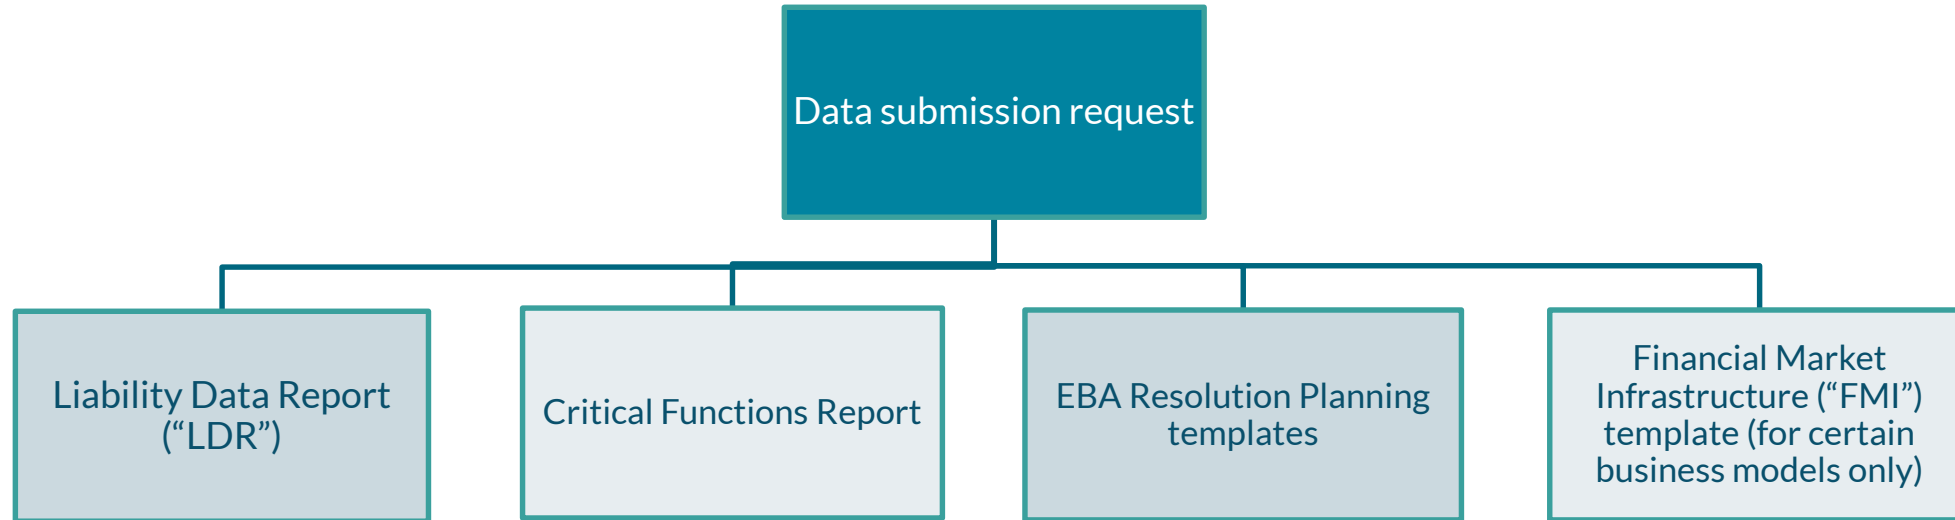 Data submission request
Liability Data Report
(“LDR”)
Critical Functions Report
EBA Resolution Planning
templates
Financial Market
Infrastructure (“FMI”)
template (for certain
business models only)